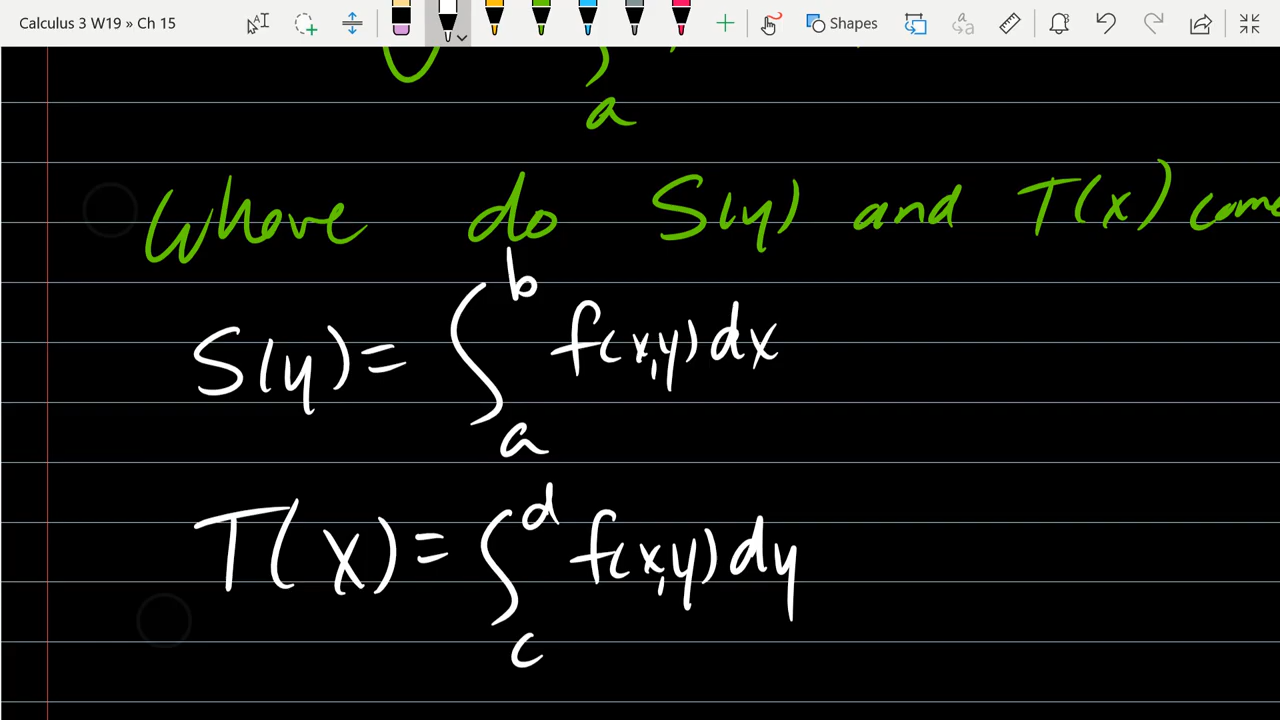 Calculus 3 W19 » Ch 15
Shapes
a
Where do S(y) and T(x) come
S(y) = ∫_a^b f(x,y) dx
T(x) = ∫_c^d f(x,y) dy